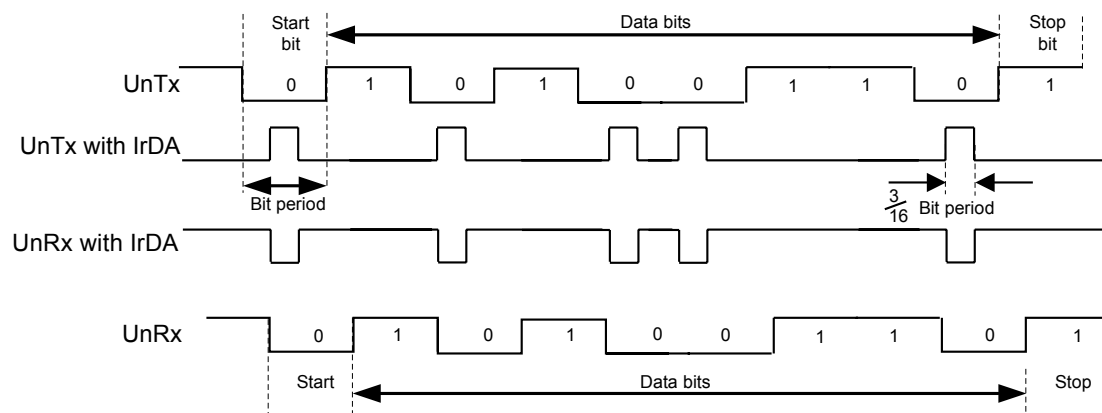 Start bit Data bits Stop bit
UnTx 0 1 0 1 0 0 1 1 0 1
UnTx with IrDA
Bit period 3/16 Bit period
UnRx with IrDA
UnRx 0 1 0 1 0 0 1 1 0 1
Start Data bits Stop